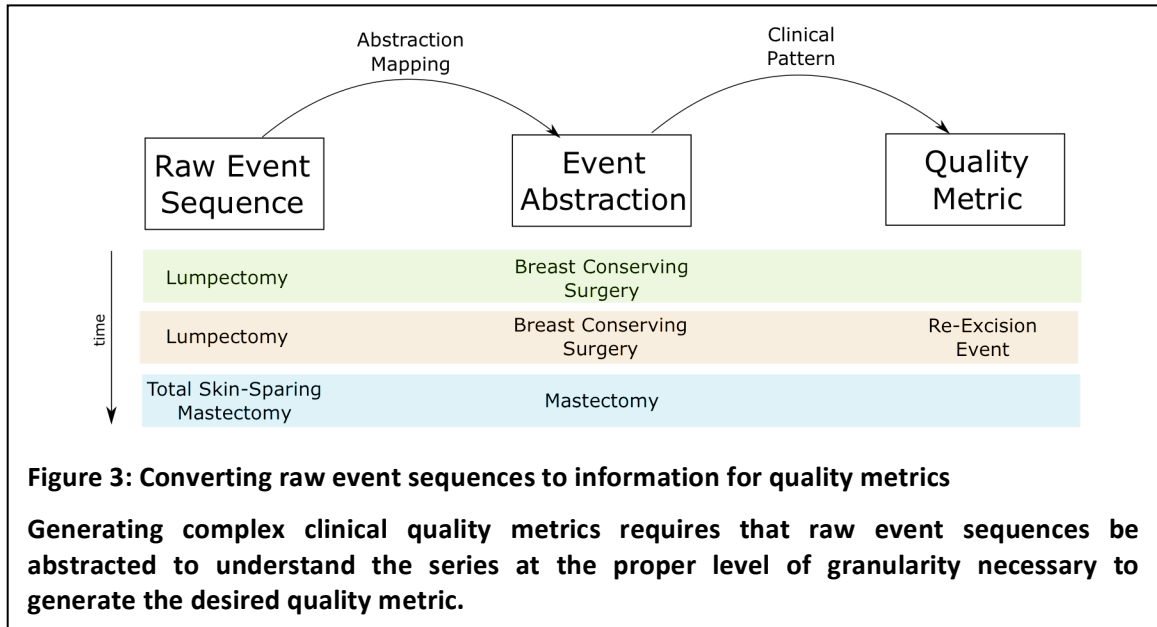 Abstraction
Mapping
Clinical
Pattern
Raw Event
Sequence
Event
Abstraction
Quality
Metric
time
Lumpectomy
Breast Conserving
Surgery
Lumpectomy
Breast Conserving
Surgery
Re-Excision
Event
Total Skin-Sparing
Mastectomy
Mastectomy
Figure 3: Converting raw event sequences to information for quality metrics
Generating complex clinical quality metrics requires that raw event sequences be
abstracted to understand the series at the proper level of granularity necessary to
generate the desired quality metric.